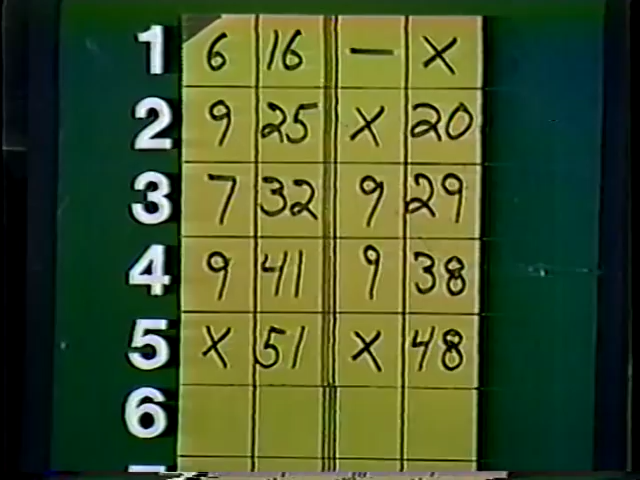 1 6 16 — X
2 9 25 X 20
3 7 32 9 29
4 9 41 9 38
5 X 51 X 48
6